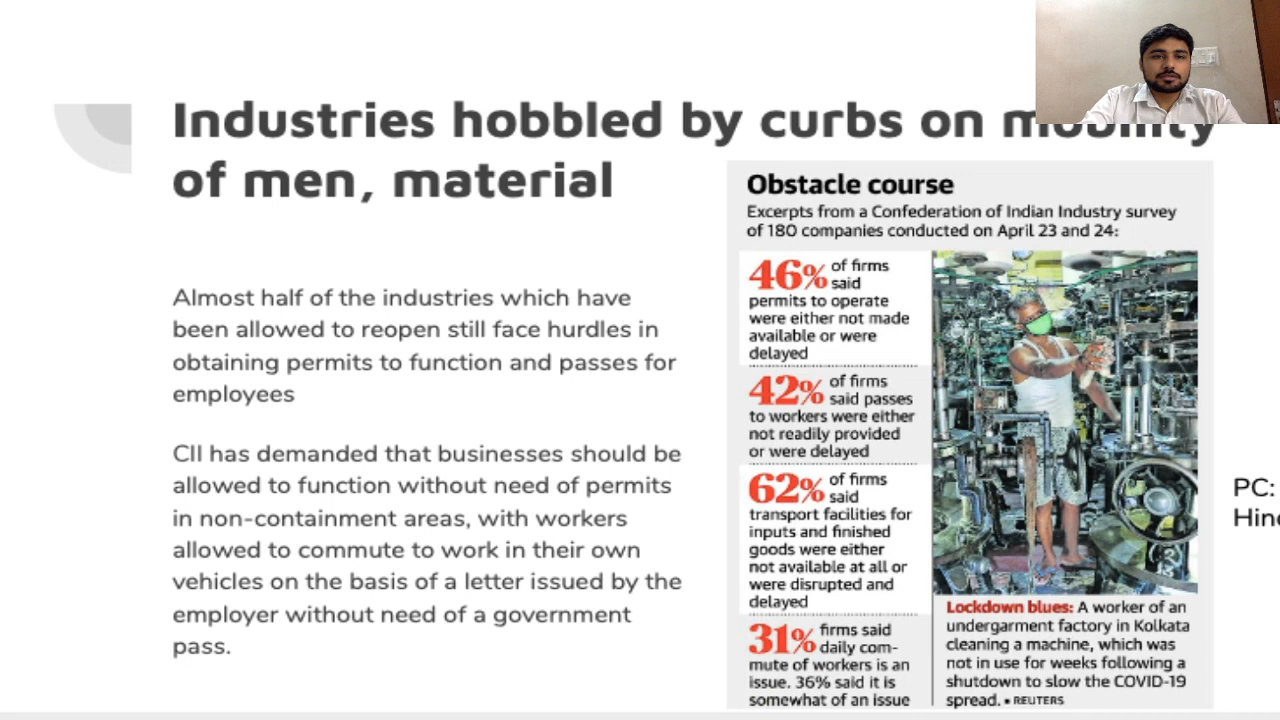 Industries hobbled by curbs on mobility
of men, material
Almost half of the industries which have
been allowed to reopen still face hurdles in
obtaining permits to function and passes for
employees
CII has demanded that businesses should be
allowed to function without need of permits
in non-containment areas, with workers
allowed to commute to work in their own
vehicles on the basis of a letter issued by the
employer without need of a government
pass.
Obstacle course
Excerpts from a Confederation of Indian Industry survey
of 180 companies conducted on April 23 and 24:
46% of firms
said
permits to operate
were either not made
available or were
delayed
42% of firms
said passes
to workers were either
not readily provided
or were delayed
62% of firms
said
transport facilities for
inputs and finished
goods were either
not available at all or
were disrupted and
delayed
31% firms said
daily com-
mute of workers is an
issue. 36% said it is
somewhat of an issue
Lockdown blues: A worker of an
undergarment factory in Kolkata
cleaning a machine, which was
not in use for weeks following a
shutdown to slow the COVID-19
spread. • REUTERS
PC: